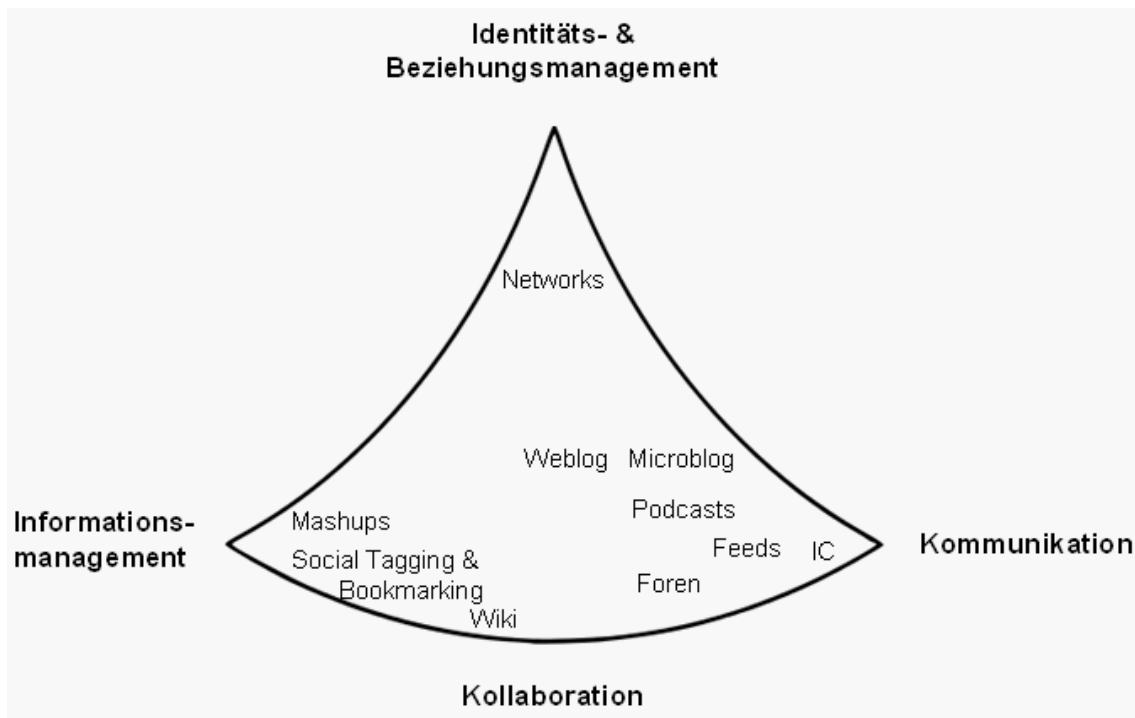 Identitäts- &
Beziehungsmanagement
Networks
Weblog Microblog
Podcasts
Informations-
management
Mashups
Social Tagging &
Bookmarking
Feeds IC
Kommunikation
Foren
Wiki
Kollaboration